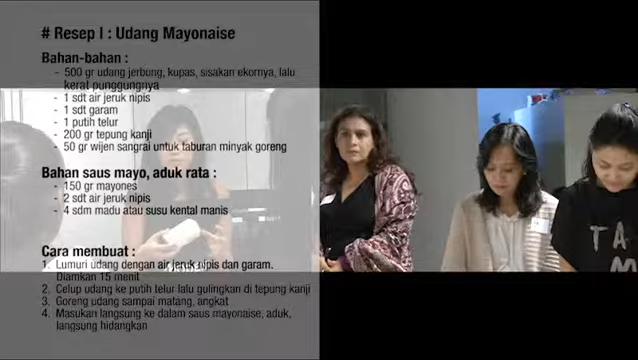 # Resep I : Udang Mayonaise
Bahan-bahan :
- 500 gr udang jerbung, kupas, sisakan ekornya, lalu
kerat punggungnya
- 1 sdt air jeruk nipis
- 1 sdt garam
- 1 putih telur
- 200 gr tepung kanji
- 50 gr wijen sangrai untuk taburan minyak goreng
Bahan saus mayo, aduk rata :
- 150 gr mayones
- 2 sdt air jeruk nipis
- 4 sdm madu atau susu kental manis
Cara membuat :
1. Lumuri udang dengan air jeruk nipis dan garam.
Diamkan 15 menit
2. Celup udang ke putih telur lalu gulingkan di tepung kanji
3. Goreng udang sampai matang, angkat
4. Masukan langsung ke dalam saus mayonaise, aduk,
langsung hidangkan
TA
M